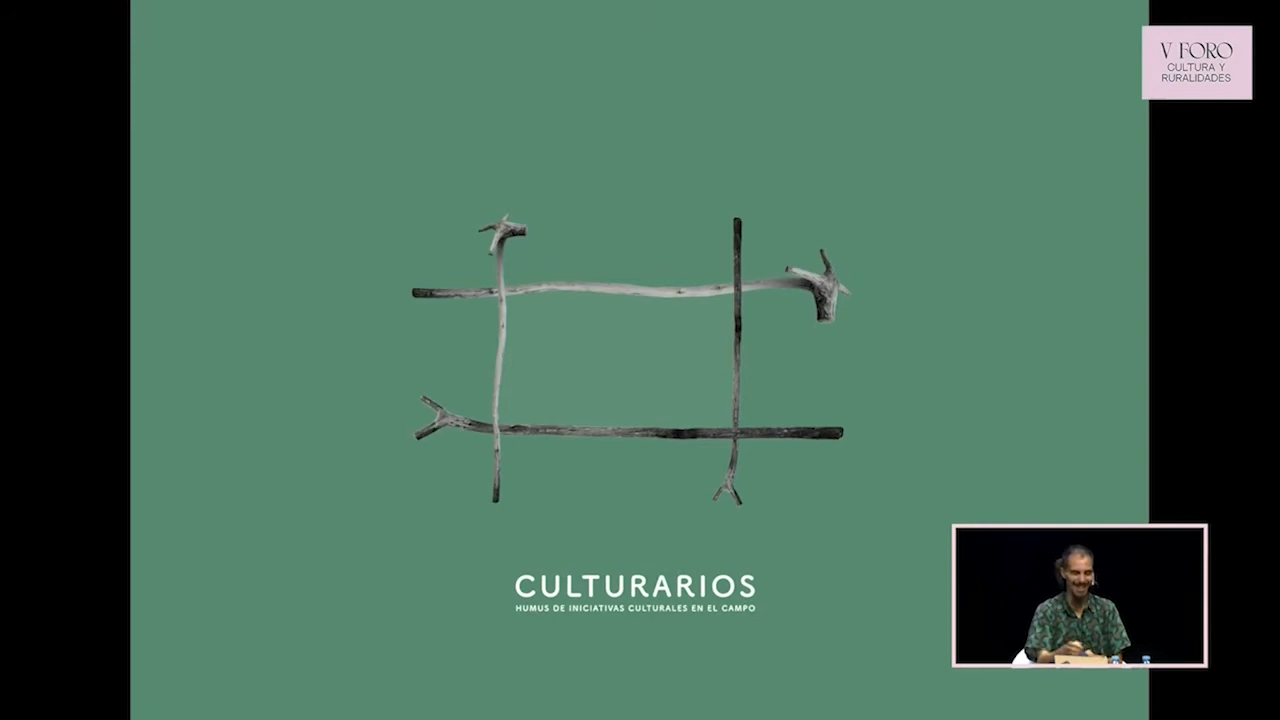 V FORO
CULTURA Y
RURALIDADES
CULTURARIOS
HUMUS DE INICIATIVAS CULTURALES EN EL CAMPO